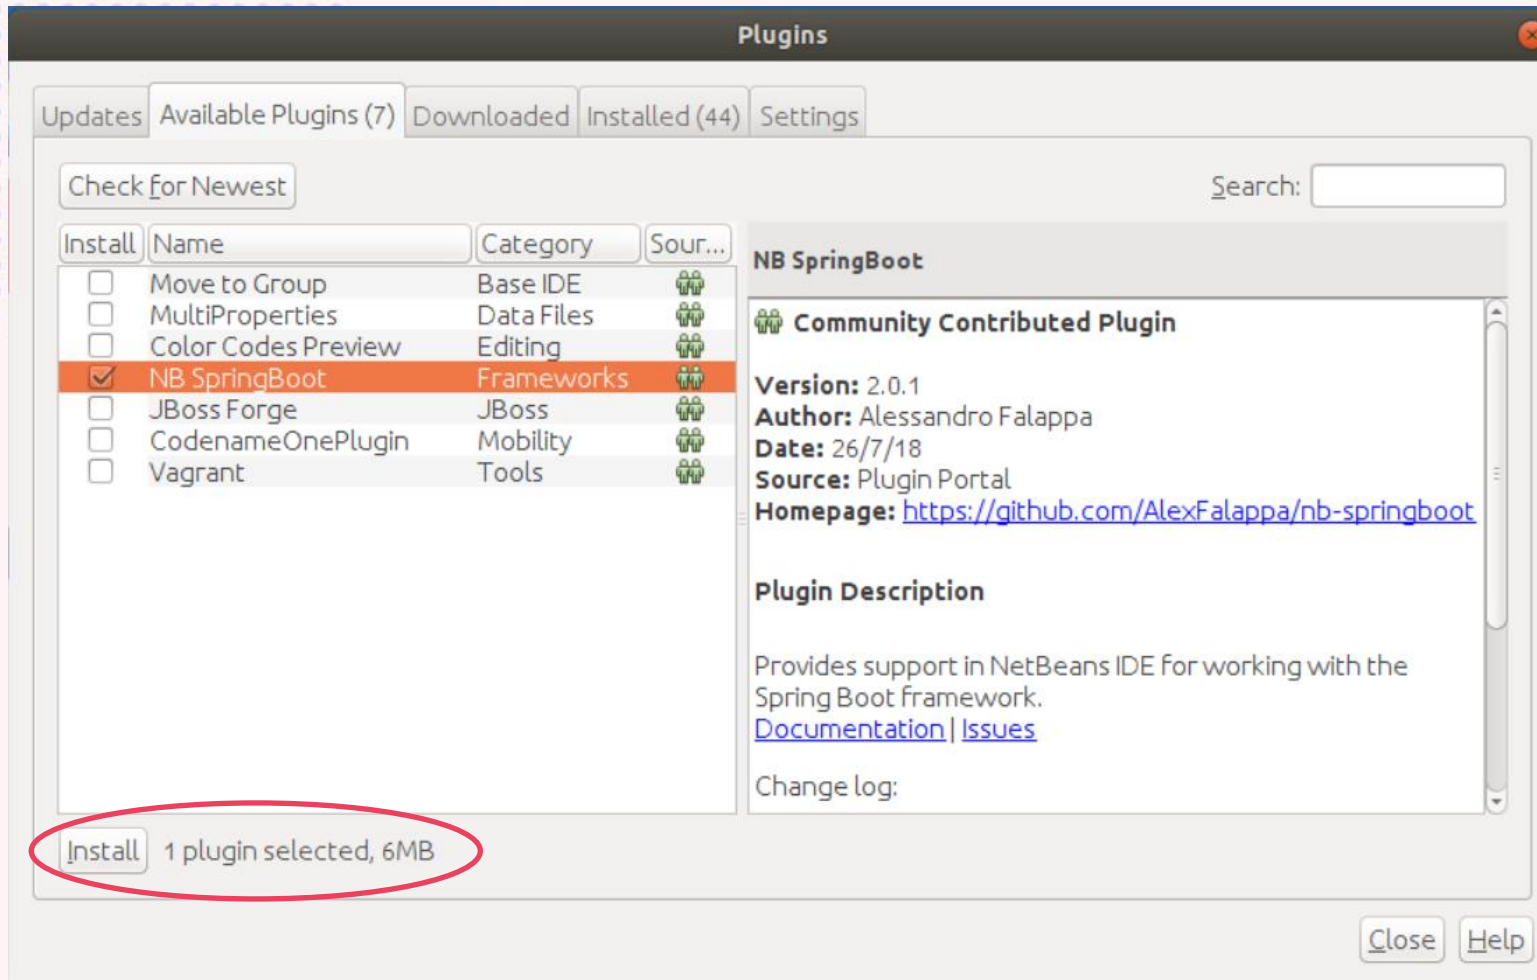 Plugins
Updates Available Plugins (7) Downloaded Installed (44) Settings
Check for Newest Search:
Install Name Category Sour...
Move to Group Base IDE
MultiProperties Data Files
Color Codes Preview Editing
NB SpringBoot Frameworks
JBoss Forge JBoss
CodenameOnePlugin Mobility
Vagrant Tools
NB SpringBoot
Community Contributed Plugin
Version: 2.0.1
Author: Alessandro Falappa
Date: 26/7/18
Source: Plugin Portal
Homepage: https://github.com/AlexFalappa/nb-springboot
Plugin Description
Provides support in NetBeans IDE for working with the
Spring Boot framework.
Documentation | Issues
Change log:
Install 1 plugin selected, 6MB
Close Help